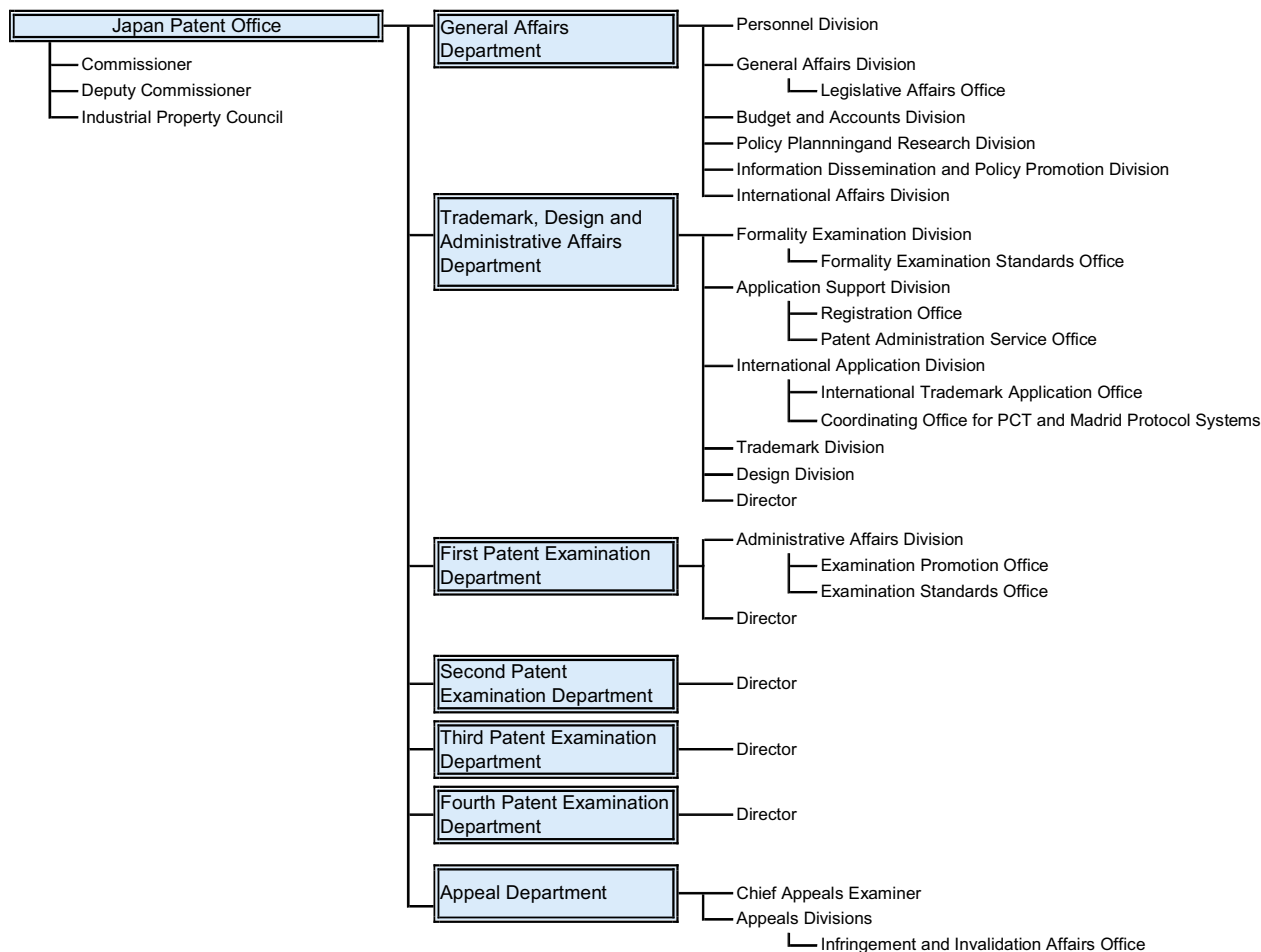 Japan Patent Office
Commissioner
Deputy Commissioner
Industrial Property Council
General Affairs
Department
Personnel Division
General Affairs Division
Legislative Affairs Office
Budget and Accounts Division
Policy Plannningand Research Division
Information Dissemination and Policy Promotion Division
International Affairs Division
Trademark, Design and
Administrative Affairs
Department
Formality Examination Division
Formality Examination Standards Office
Application Support Division
Registration Office
Patent Administration Service Office
International Application Division
International Trademark Application Office
Coordinating Office for PCT and Madrid Protocol Systems
Trademark Division
Design Division
Director
First Patent Examination
Department
Administrative Affairs Division
Examination Promotion Office
Examination Standards Office
Director
Second Patent
Examination Department
Director
Third Patent Examination
Department
Director
Fourth Patent Examination
Department
Director
Appeal Department
Chief Appeals Examiner
Appeals Divisions
Infringement and Invalidation Affairs Office